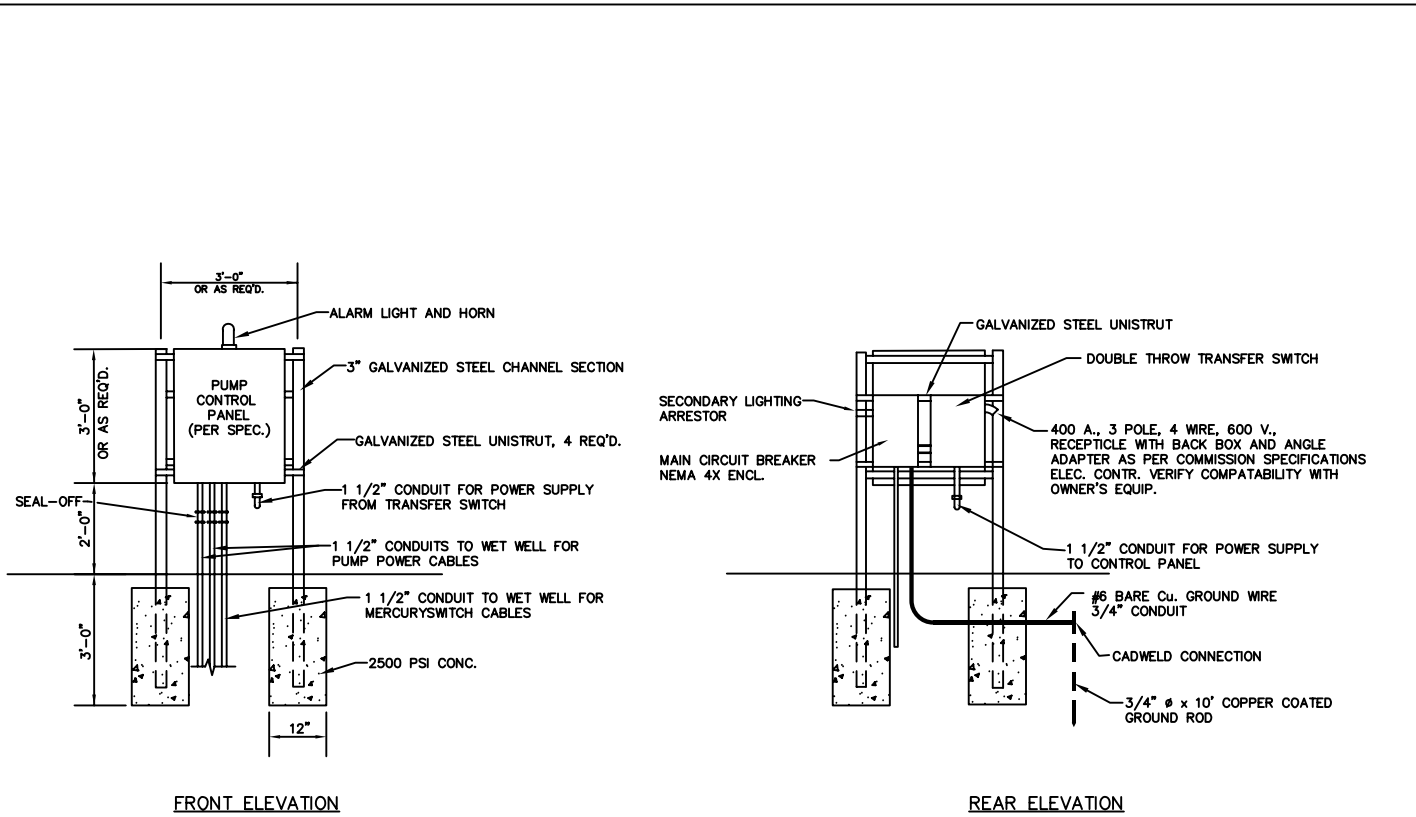 3'-0"
OR AS REQ'D.
ALARM LIGHT AND HORN
3" GALVANIZED STEEL CHANNEL SECTION
3'-0"
OR AS REQ'D.
PUMP
CONTROL
PANEL
(PER SPEC.)
GALVANIZED STEEL UNISTRUT, 4 REQ'D.
SEAL-OFF
2'-0"
1 1/2" CONDUIT FOR POWER SUPPLY
FROM TRANSFER SWITCH
1 1/2" CONDUITS TO WET WELL FOR
PUMP POWER CABLES
3'-0"
1 1/2" CONDUIT TO WET WELL FOR
MERCURYSWITCH CABLES
2500 PSI CONC.
12"
FRONT ELEVATION
GALVANIZED STEEL UNISTRUT
DOUBLE THROW TRANSFER SWITCH
SECONDARY LIGHTING
ARRESTOR
MAIN CIRCUIT BREAKER
NEMA 4X ENCL.
400 A., 3 POLE, 4 WIRE, 600 V.,
RECEPTICLE WITH BACK BOX AND ANGLE
ADAPTER AS PER COMMISSION SPECIFICATIONS
ELEC. CONTR. VERIFY COMPATABILITY WITH
OWNER'S EQUIP.
1 1/2" CONDUIT FOR POWER SUPPLY
TO CONTROL PANEL
#6 BARE Cu. GROUND WIRE
3/4" CONDUIT
CADWELD CONNECTION
3/4" ø x 10' COPPER COATED
GROUND ROD
REAR ELEVATION